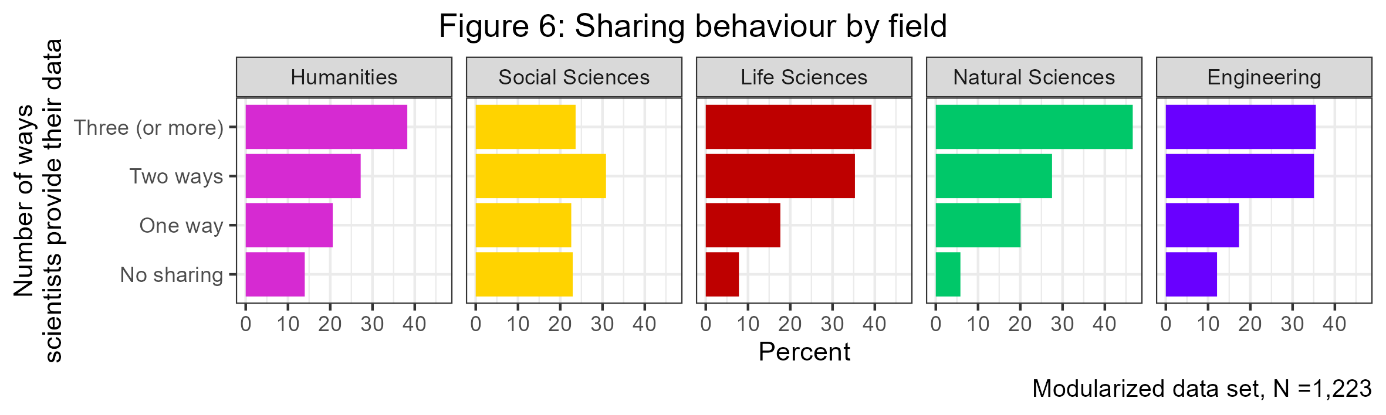 Figure 6: Sharing behaviour by field
Number of ways
scientists provide their data
Humanities
Social Sciences
Life Sciences
Natural Sciences
Engineering
Three (or more)
Two ways
One way
No sharing
0 10 20 30 40
0 10 20 30 40
0 10 20 30 40
0 10 20 30 40
0 10 20 30 40
Percent
Modularized data set, N =1,223